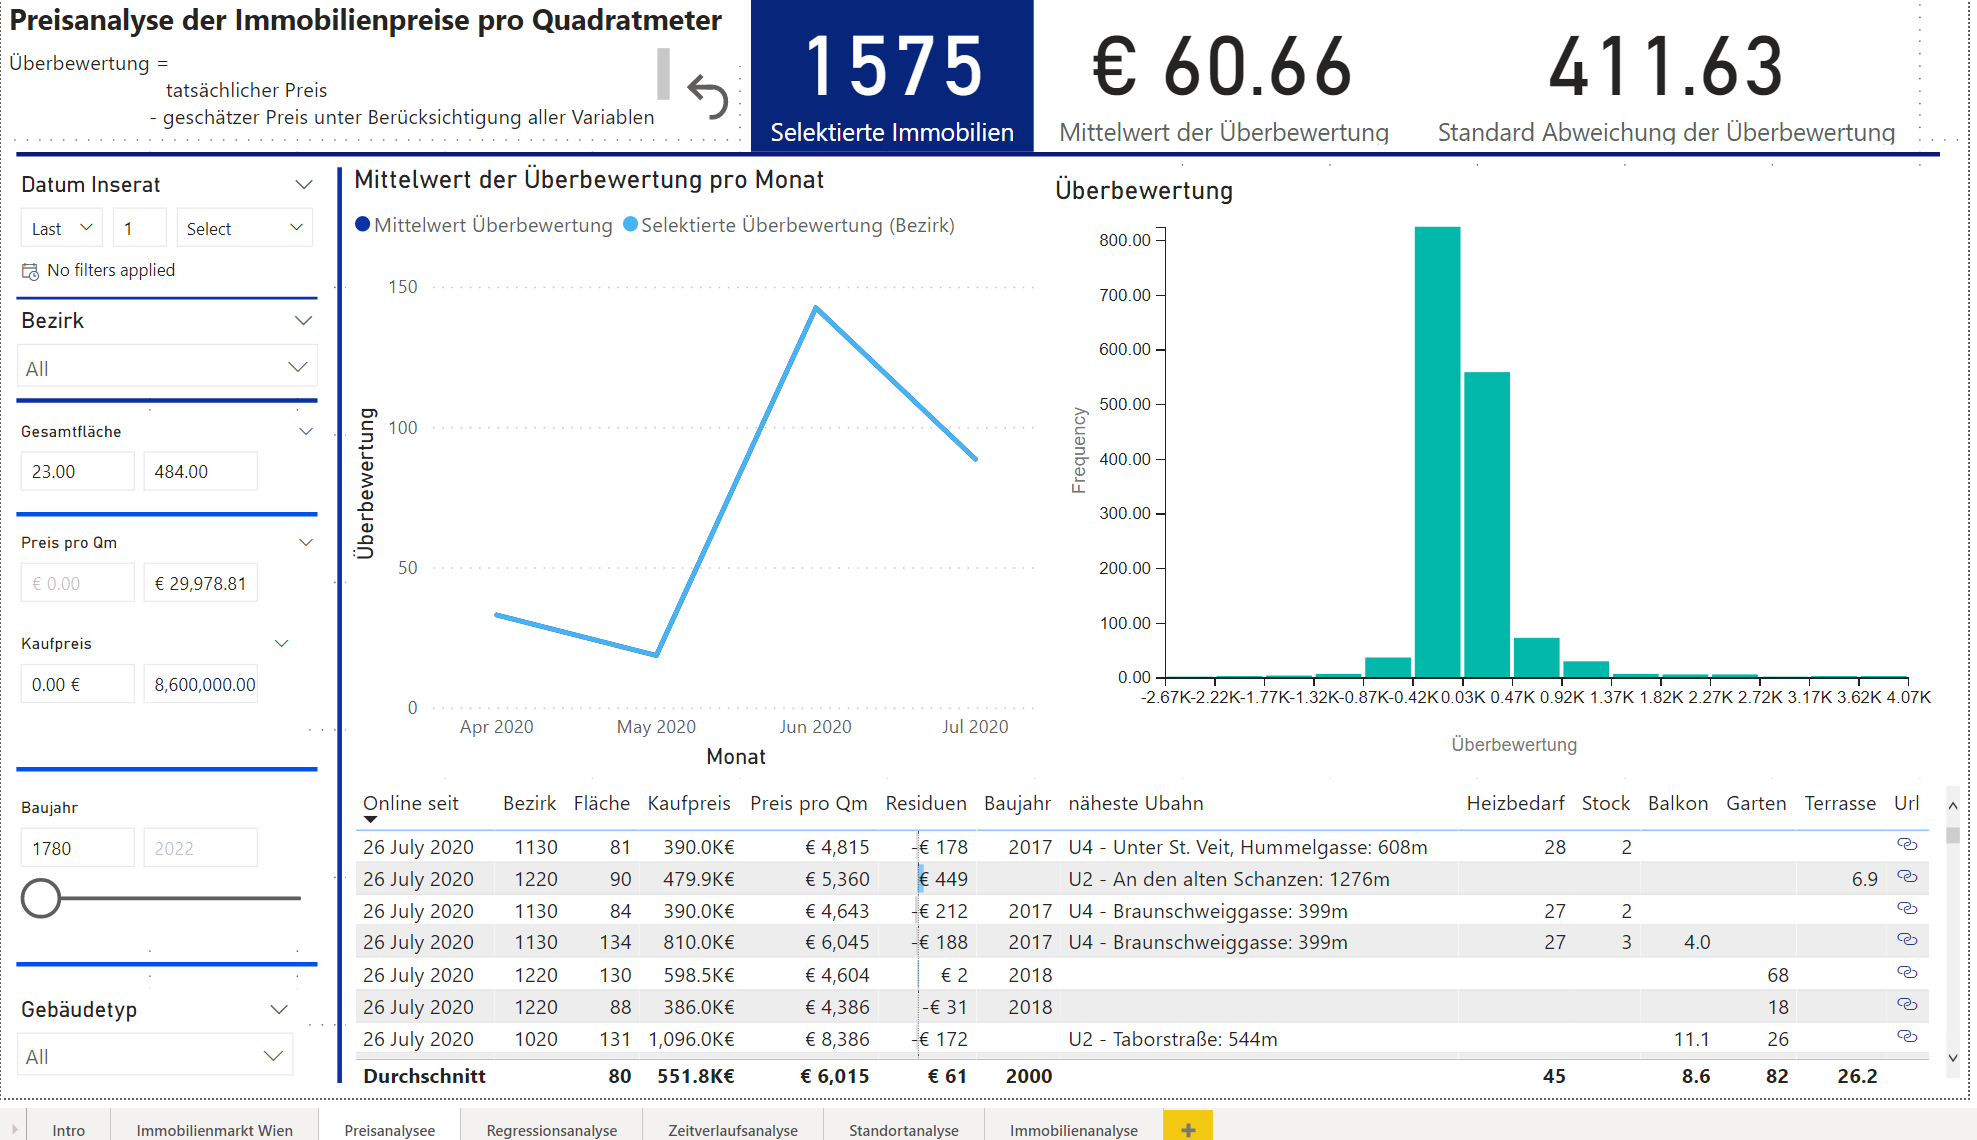 Preisanalyse der Immobilienpreise pro Quadratmeter
Überbewertung =
tatsächlicher Preis
- geschätzer Preis unter Berücksichtigung aller Variablen
1575
Selektierte Immobilien
€ 60.66
Mittelwert der Überbewertung
411.63
Standard Abweichung der Überbewertung
Datum Inserat
Last 1 Select
No filters applied
Bezirk
All
Gesamtfläche
23.00 484.00
Preis pro Qm
€ 0.00 € 29,978.81
Kaufpreis
0.00 € 8,600,000.00
Baujahr
1780 2022
Gebäudetyp
All
Mittelwert der Überbewertung pro Monat
Mittelwert Überbewertung Selektierte Überbewertung (Bezirk)
Überbewertung
150
100
50
0
Apr 2020 May 2020 Jun 2020 Jul 2020
Monat
Überbewertung
Frequency
800.00
700.00
600.00
500.00
400.00
300.00
200.00
100.00
0.00
-2.67K -2.22K -1.77K -1.32K -0.87K -0.42K 0.03K 0.47K 0.92K 1.37K 1.82K 2.27K 2.72K 3.17K 3.62K 4.07K
Überbewertung
Online seit Bezirk Fläche Kaufpreis Preis pro Qm Residuen Baujahr näheste Ubahn Heizbedarf Stock Balkon Garten Terrasse Url
26 July 2020 1130 81 390.0K€ € 4,815 -€ 178 2017 U4 - Unter St. Veit, Hummelgasse: 608m 28 2
26 July 2020 1220 90 479.9K€ € 5,360 € 449 U2 - An den alten Schanzen: 1276m 6.9
26 July 2020 1130 84 390.0K€ € 4,643 -€ 212 2017 U4 - Braunschweiggasse: 399m 27 2
26 July 2020 1130 134 810.0K€ € 6,045 -€ 188 2017 U4 - Braunschweiggasse: 399m 27 3 4.0
26 July 2020 1220 130 598.5K€ € 4,604 € 2 2018 68
26 July 2020 1220 88 386.0K€ € 4,386 -€ 31 2018 18
26 July 2020 1020 131 1,096.0K€ € 8,386 -€ 172 U2 - Taborstraße: 544m 11.1 26
Durchschnitt 80 551.8K€ € 6,015 € 61 2000 45 8.6 82 26.2
Intro Immobilienmarkt Wien Preisanalysee Regressionsanalyse Zeitverlaufsanalyse Standortanalyse Immobilienanalyse +